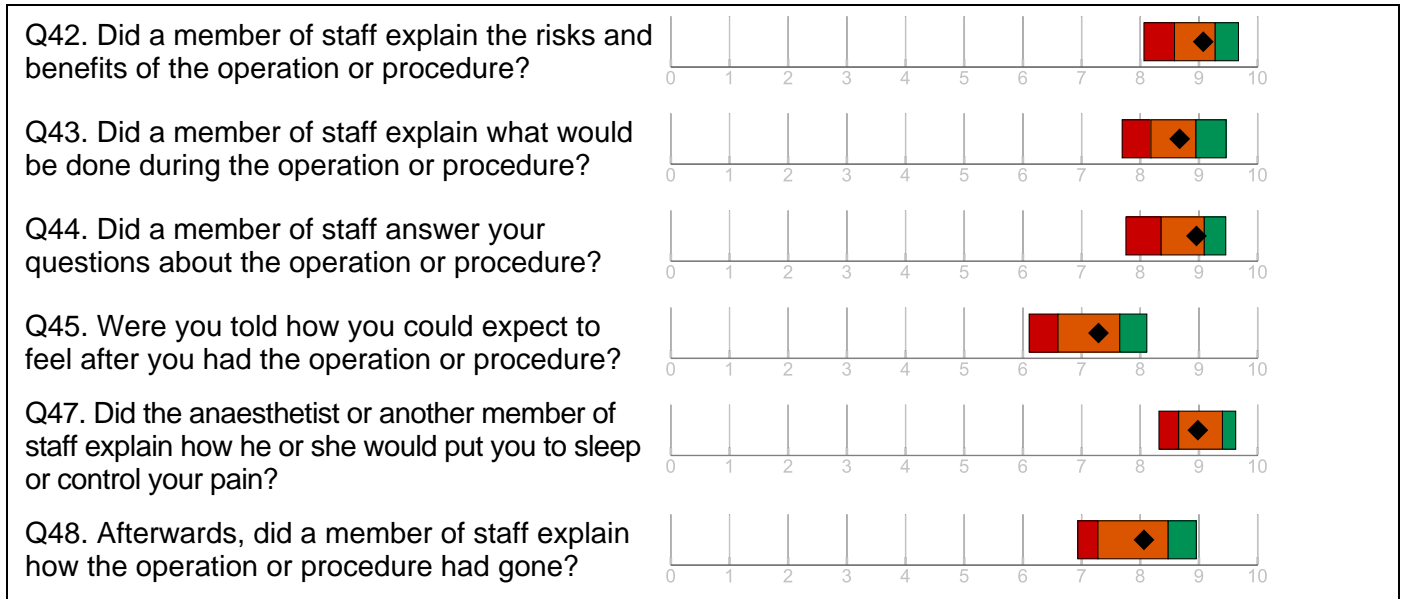 Q42. Did a member of staff explain the risks and
benefits of the operation or procedure?
0 1 2 3 4 5 6 7 8 9 10
Q43. Did a member of staff explain what would
be done during the operation or procedure?
0 1 2 3 4 5 6 7 8 9 10
Q44. Did a member of staff answer your
questions about the operation or procedure?
0 1 2 3 4 5 6 7 8 9 10
Q45. Were you told how you could expect to
feel after you had the operation or procedure?
0 1 2 3 4 5 6 7 8 9 10
Q47. Did the anaesthetist or another member of
staff explain how he or she would put you to sleep
or control your pain?
0 1 2 3 4 5 6 7 8 9 10
Q48. Afterwards, did a member of staff explain
how the operation or procedure had gone?
0 1 2 3 4 5 6 7 8 9 10